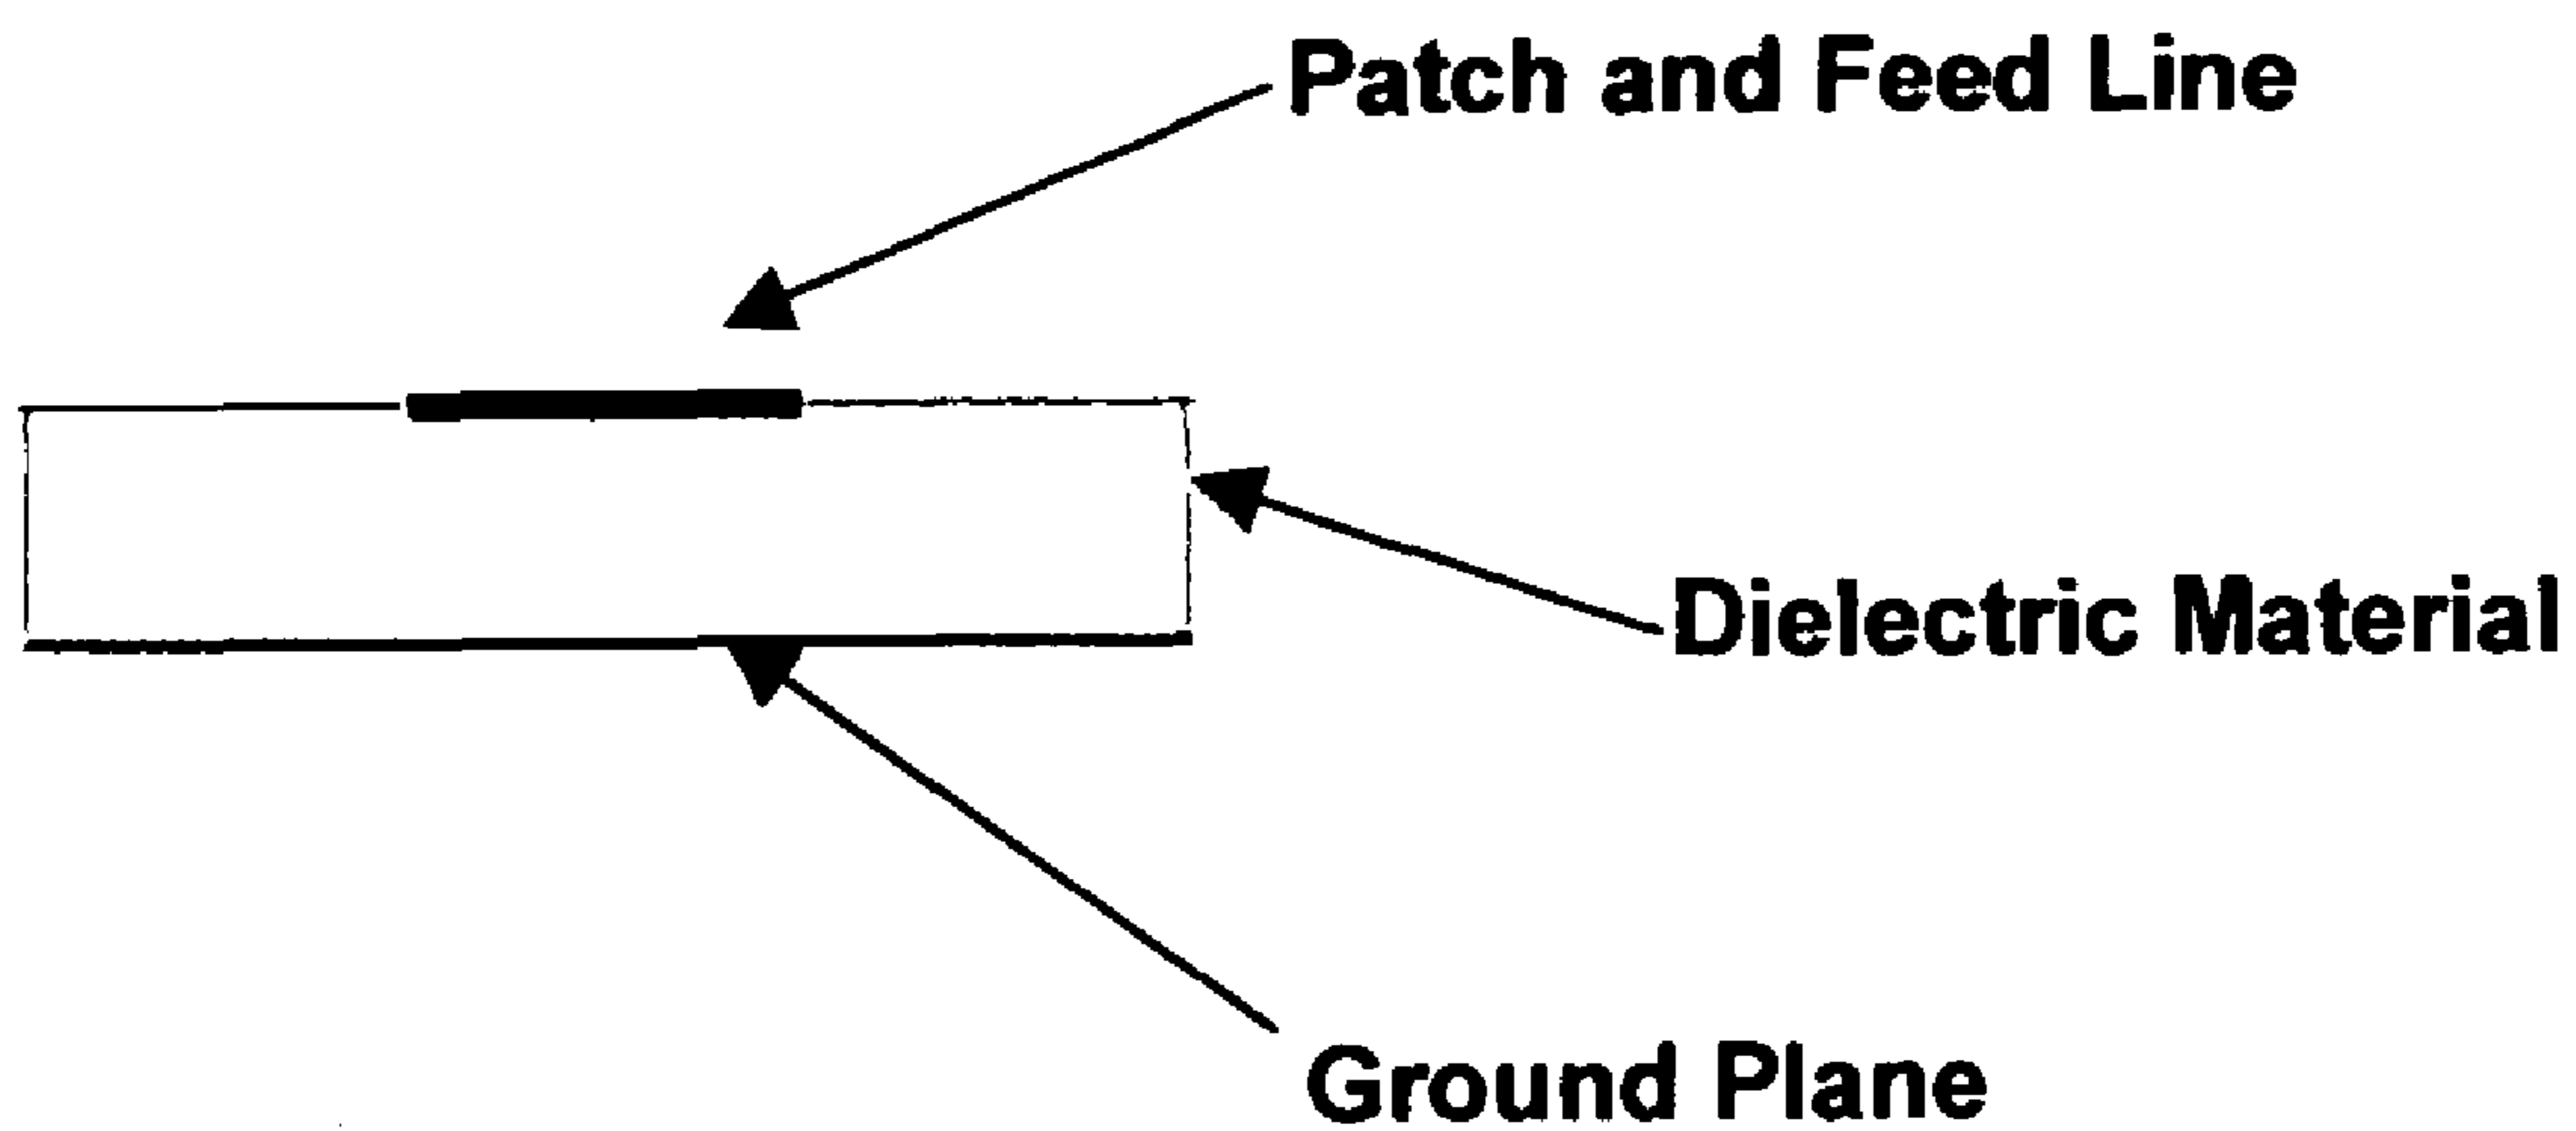 Patch and Feed Line
Dielectric Material
Ground Plane